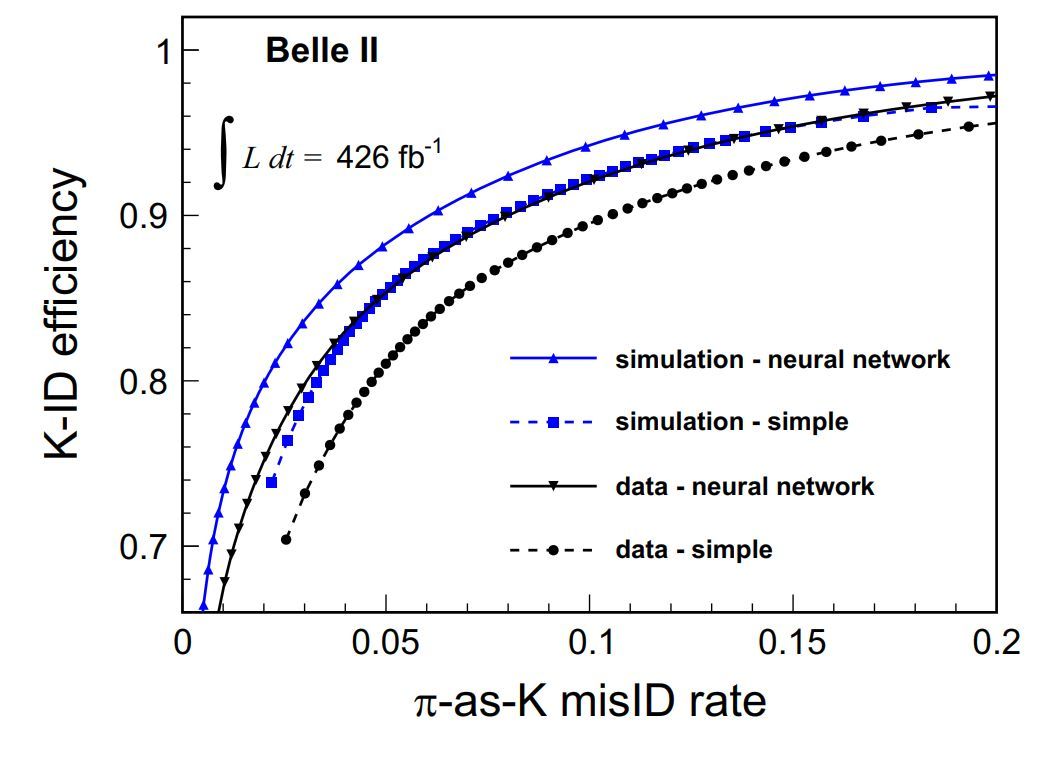 Belle II
∫ L dt = 426 fb⁻¹
K-ID efficiency
1
0.9
0.8
0.7
simulation - neural network
simulation - simple
data - neural network
data - simple
0 0.05 0.1 0.15 0.2
π-as-K misID rate